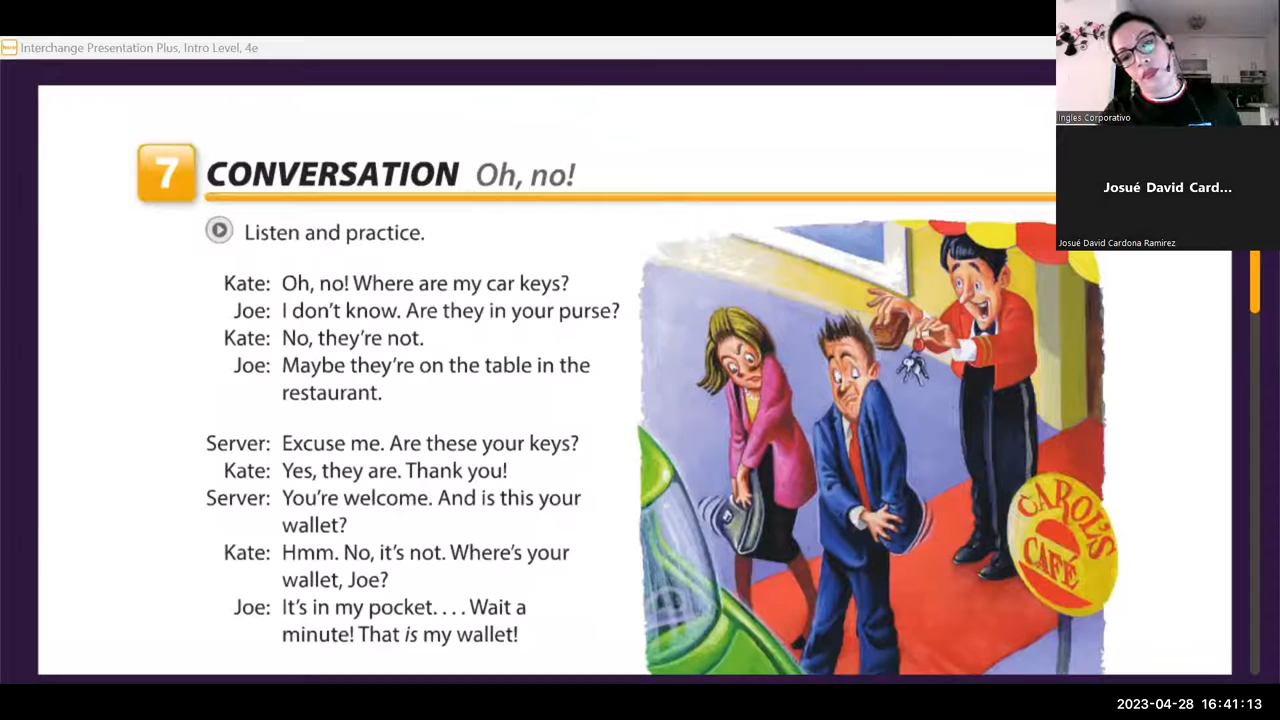 Interchange Presentation Plus, Intro Level, 4e
Ingles Corporativo
Josué David Card...
Josué David Cardona Ramirez
7 CONVERSATION Oh, no!
Listen and practice.
Kate: Oh, no! Where are my car keys?
Joe: I don't know. Are they in your purse?
Kate: No, they're not.
Joe: Maybe they're on the table in the
restaurant.
Server: Excuse me. Are these your keys?
Kate: Yes, they are. Thank you!
Server: You're welcome. And is this your
wallet?
Kate: Hmm. No, it's not. Where's your
wallet, Joe?
Joe: It's in my pocket. . . . Wait a
minute! That is my wallet!
CAROL'S
CAFE
2023-04-28 16:41:13